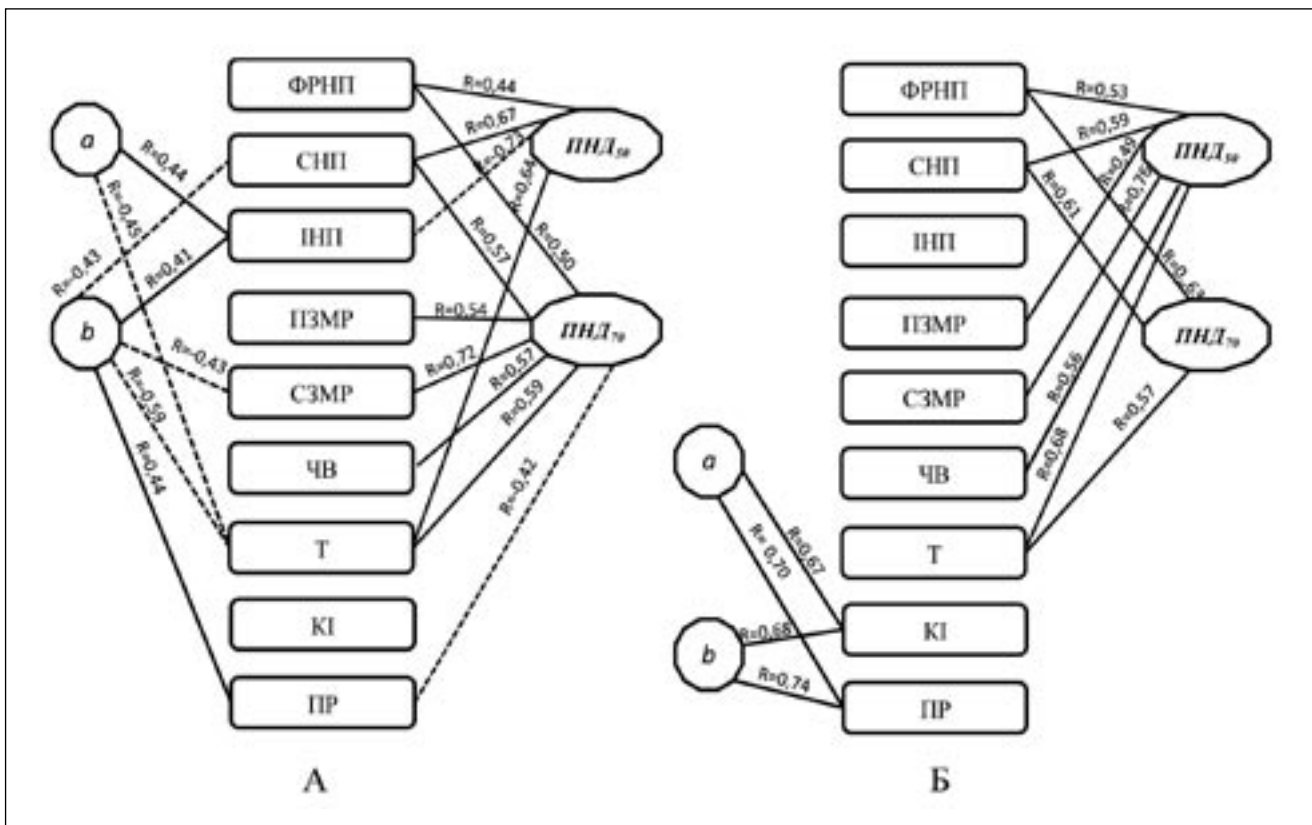 ФРНП
СНП
ІНП
ПЗМР
СЗМР
ЧВ
Т
КІ
ПР
a
b
ПНД₅₀
ПНД₇₀
R=0,44
R=-0,45
R=-0,43
R=0,41
R=-0,43
R=-0,59
R=0,44
R=0,44
R=0,67
R=-0,73
R=0,64
R=0,50
R=0,57
R=0,54
R=0,72
R=0,57
R=0,59
R=-0,42
А
ФРНП
СНП
ІНП
ПЗМР
СЗМР
ЧВ
Т
КІ
ПР
a
b
ПНД₅₀
ПНД₇₀
R=0,53
R=0,59
R=0,49
R=0,76
R=0,61
R=0,63
R=0,56
R=0,68
R=0,57
R=0,67
R= 0,70
R=0,68
R=0,74
Б